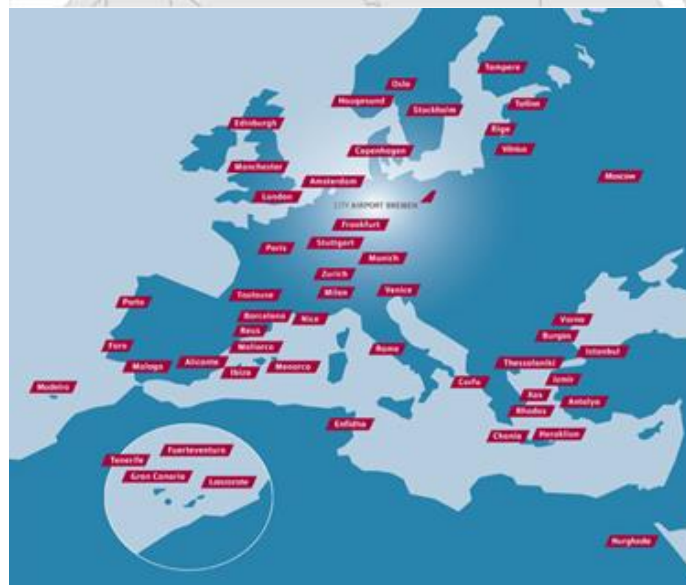 Tampere
Oslo
Haugesund
Stockholm
Tallinn
Edinburgh
Riga
Vilnius
Copenhagen
Manchester
Moscow
Amsterdam
London
CITY AIRPORT BREMEN
Frankfurt
Stuttgart
Paris
Munich
Zurich
Milan
Venice
Toulouse
Porto
Barcelona
Nice
Varna
Reus
Burgas
Faro
Mallorca
Rome
Istanbul
Malaga
Alicante
Thessaloniki
Ibiza
Menorca
Corfu
Izmir
Madeira
Kos
Antalya
Rhodos
Enfidha
Chania
Heraklion
Fuerteventura
Tenerife
Gran Canaria
Lanzarote
Hurghada